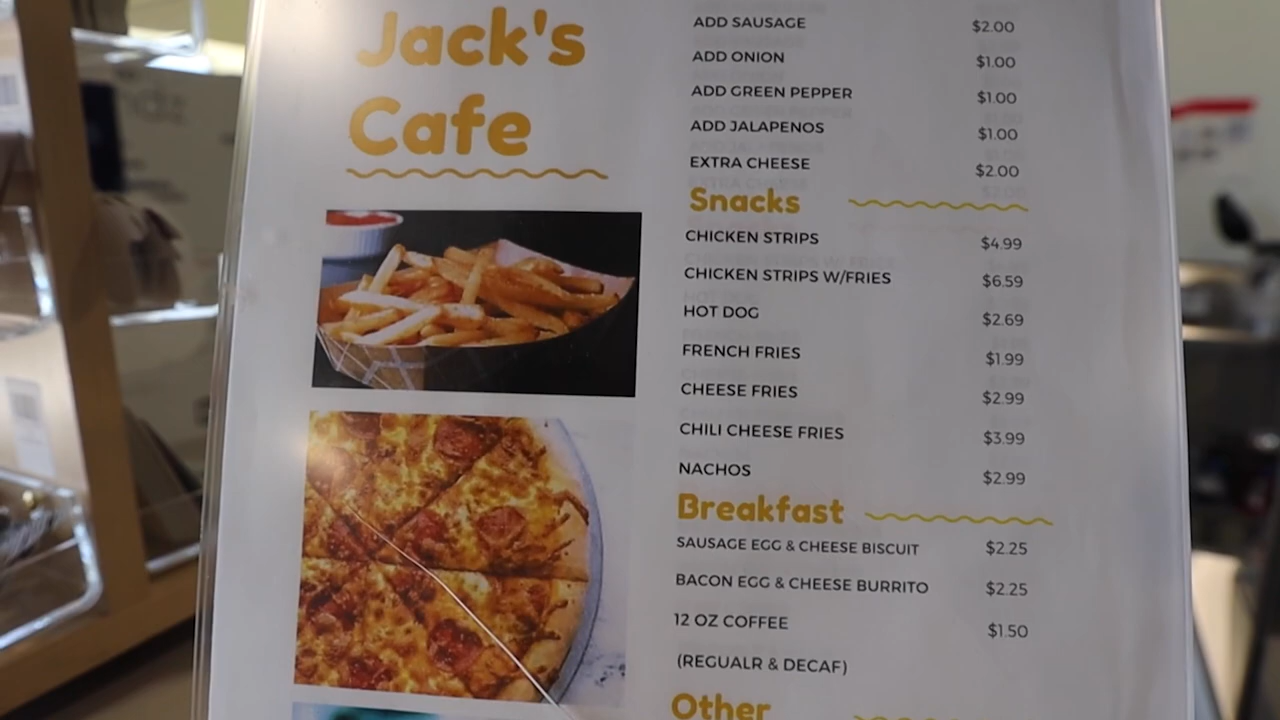 Jack's
Cafe
ADD SAUSAGE $2.00
ADD ONION $1.00
ADD GREEN PEPPER $1.00
ADD JALAPENOS $1.00
EXTRA CHEESE $2.00
Snacks
CHICKEN STRIPS $4.99
CHICKEN STRIPS W/FRIES $6.59
HOT DOG $2.69
FRENCH FRIES $1.99
CHEESE FRIES $2.99
CHILI CHEESE FRIES $3.99
NACHOS $2.99
Breakfast
SAUSAGE EGG & CHEESE BISCUIT $2.25
BACON EGG & CHEESE BURRITO $2.25
12 OZ COFFEE $1.50
(REGUALR & DECAF)
Other